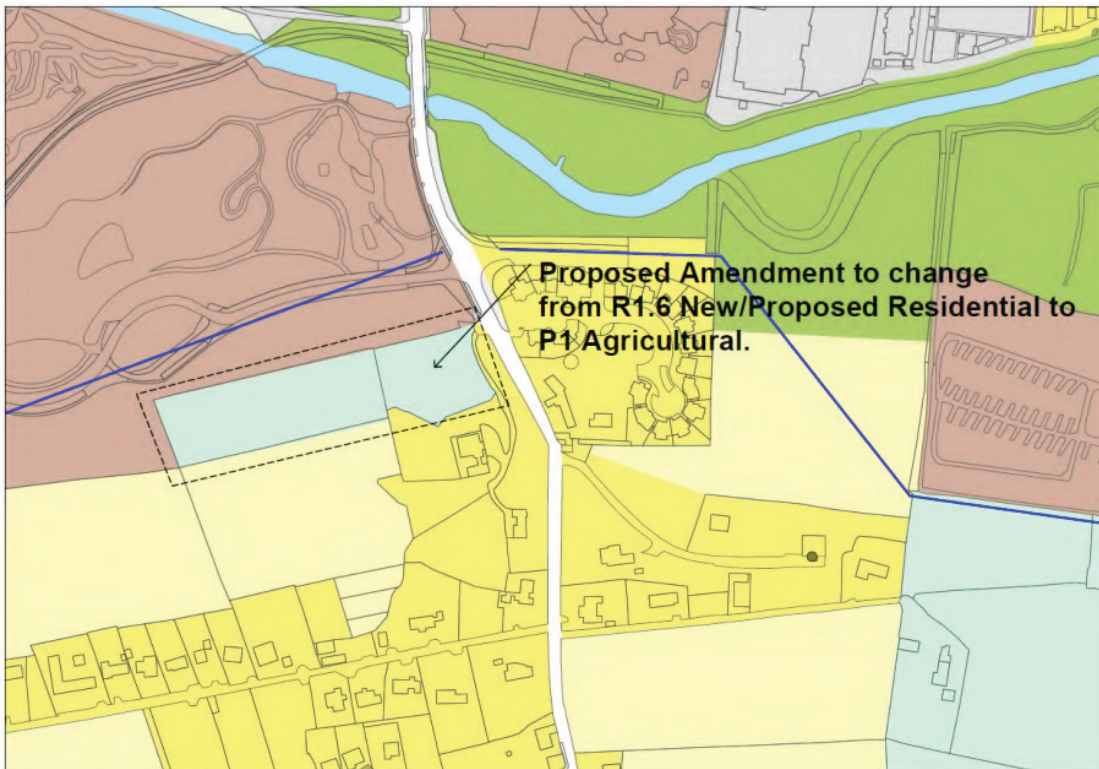 Proposed Amendment to change
from R1.6 New/Proposed Residential to
P1 Agricultural.